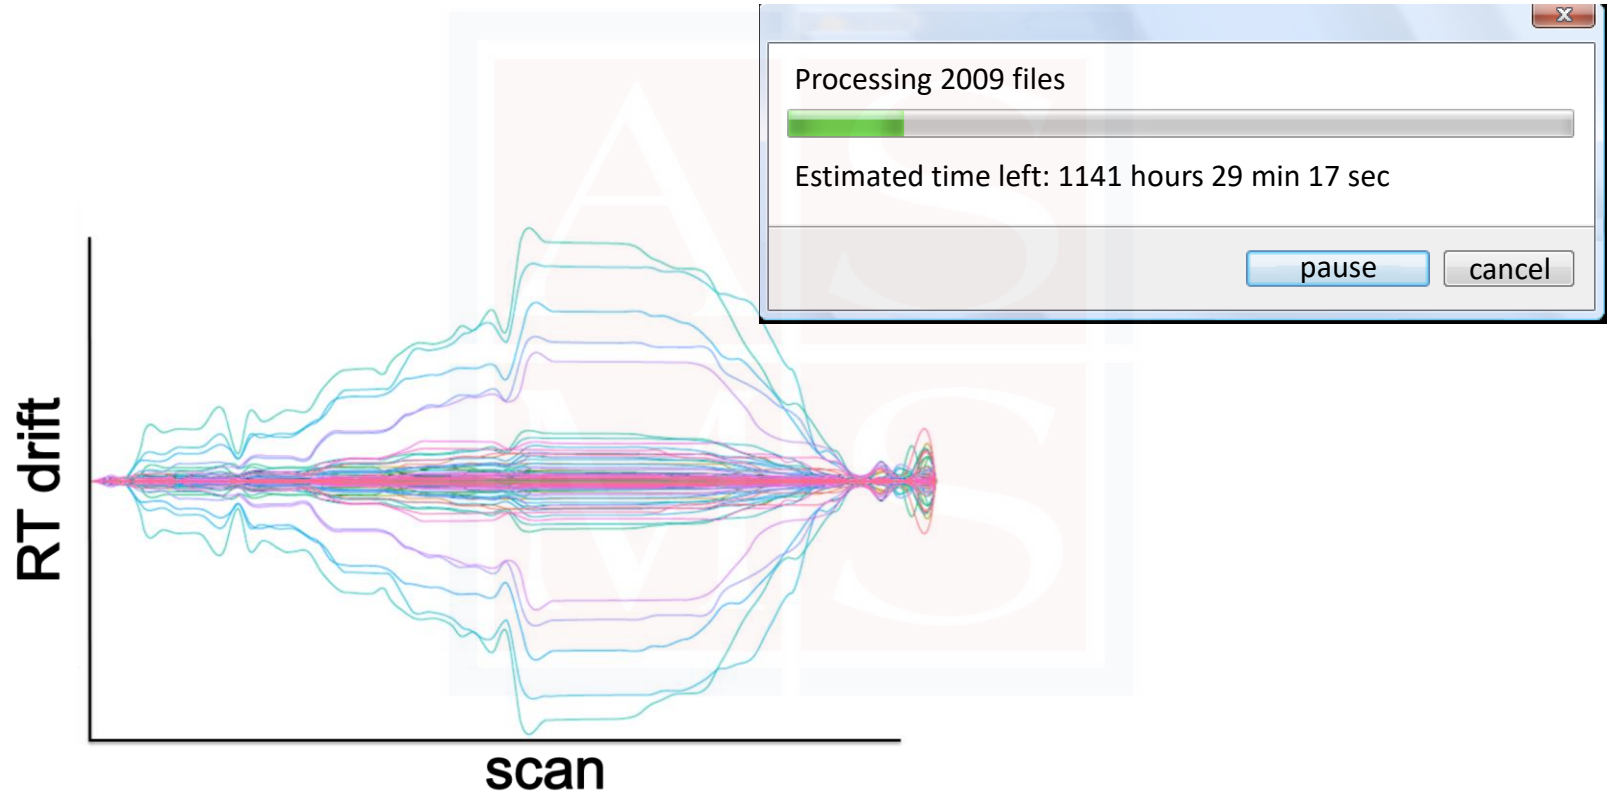 x
Processing 2009 files
Estimated time left: 1141 hours 29 min 17 sec
pause cancel
RT drift
scan
A S
M S